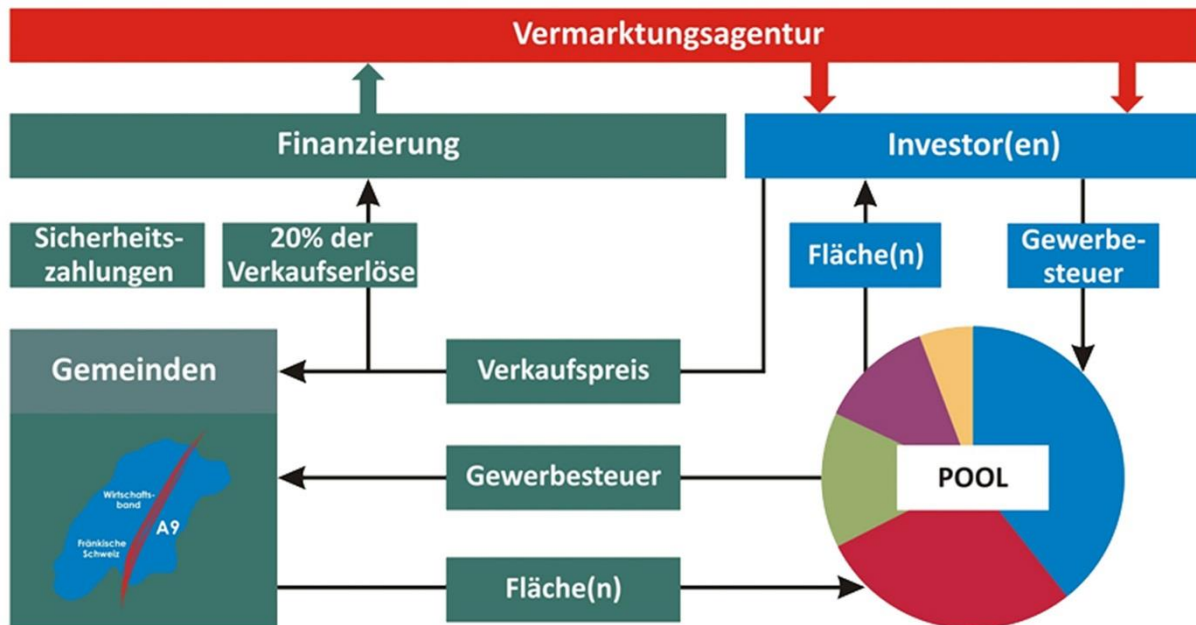 Vermarktungsagentur
Finanzierung
Investor(en)
Sicherheits-
zahlungen
20% der
Verkaufserlöse
Fläche(n)
Gewerbe-
steuer
Gemeinden
Verkaufspreis
Gewerbesteuer
POOL
Wirtschafts-
band
A9
Fränkische
Schweiz
Fläche(n)